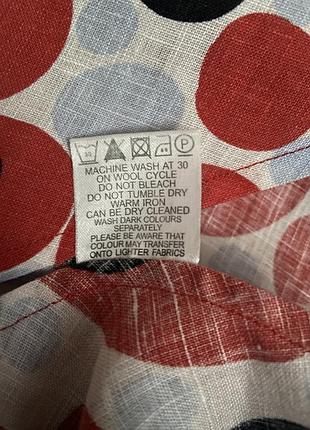 30 P
MACHINE WASH AT 30
ON WOOL CYCLE
DO NOT BLEACH
DO NOT TUMBLE DRY
WARM IRON
CAN BE DRY CLEANED
WASH DARK COLOURS
SEPARATELY
PLEASE BE AWARE THAT
COLOUR MAY TRANSFER
ONTO LIGHTER FABRICS